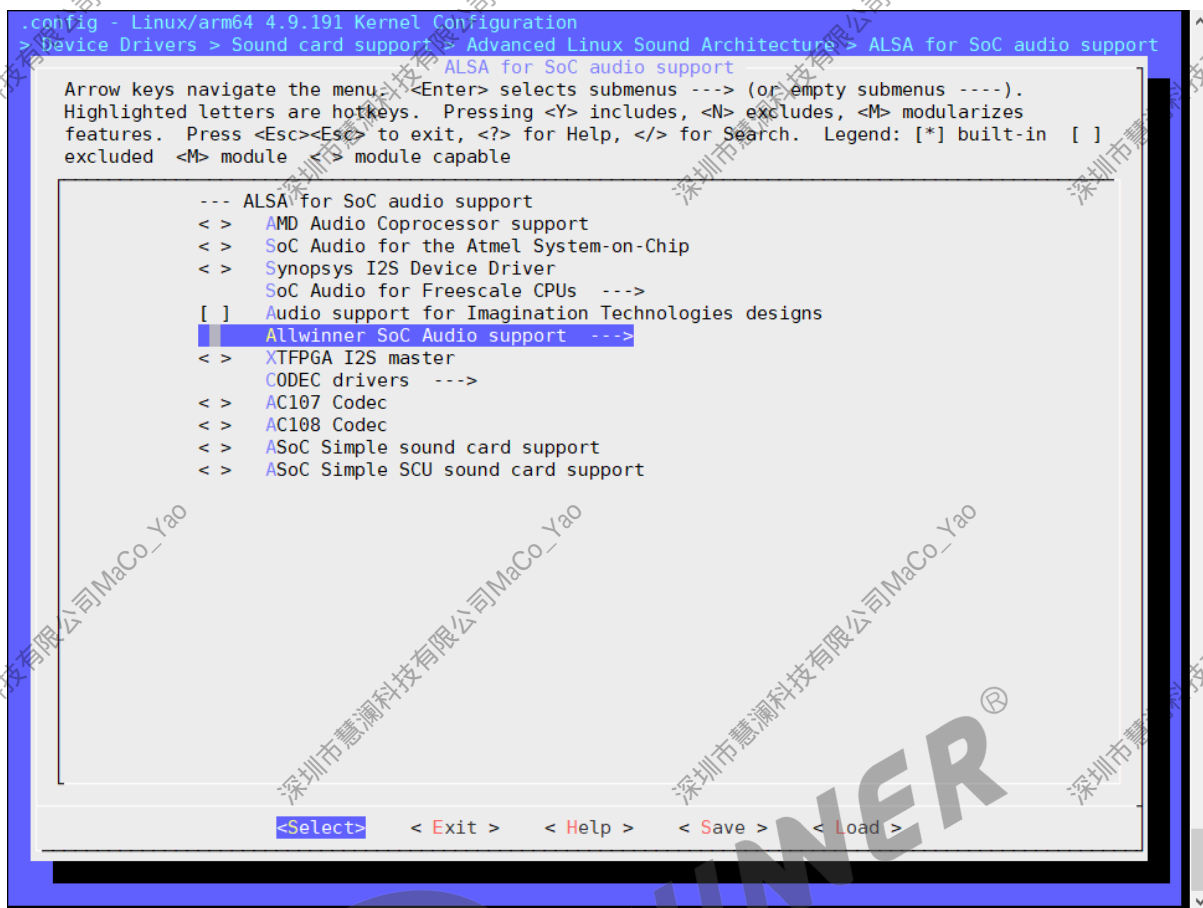 .config - Linux/arm64 4.9.191 Kernel Configuration
> Device Drivers > Sound card support > Advanced Linux Sound Architecture > ALSA for SoC audio support
ALSA for SoC audio support
Arrow keys navigate the menu. <Enter> selects submenus ---> (or empty submenus ----).
Highlighted letters are hotkeys. Pressing <Y> includes, <N> excludes, <M> modularizes
features. Press <Esc><Esc> to exit, <?> for Help, </> for Search. Legend: [*] built-in [ ]
excluded <M> module < > module capable
--- ALSA for SoC audio support
< > AMD Audio Coprocessor support
< > SoC Audio for the Atmel System-on-Chip
< > Synopsys I2S Device Driver
SoC Audio for Freescale CPUs --->
[ ] Audio support for Imagination Technologies designs
Allwinner SoC Audio support --->
< > XTFPGA I2S master
CODEC drivers --->
< > AC107 Codec
< > AC108 Codec
< > ASoC Simple sound card support
< > ASoC Simple SCU sound card support
<Select> < Exit > < Help > < Save > < Load >
深圳市慧澜科技有限公司MaCo_Yao
深圳市慧澜科技有限公司MaCo_Yao
深圳市慧澜科技有限公司MaCo_Yao
®